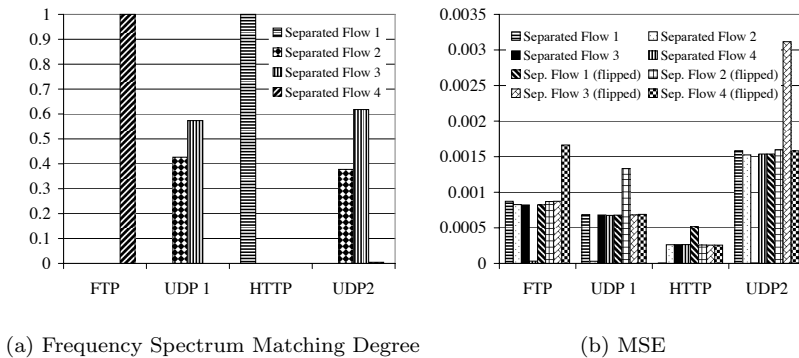 1
0.9
0.8
0.7
0.6
0.5
0.4
0.3
0.2
0.1
0
Separated Flow 1
Separated Flow 2
Separated Flow 3
Separated Flow 4
FTP UDP 1 HTTP UDP2
(a) Frequency Spectrum Matching Degree
0.0035
0.003
0.0025
0.002
0.0015
0.001
0.0005
0
Separated Flow 1 Separated Flow 2
Separated Flow 3 Separated Flow 4
Sep. Flow 1 (flipped) Sep. Flow 2 (flipped)
Sep. Flow 3 (flipped) Sep. Flow 4 (flipped)
FTP UDP 1 HTTP UDP2
(b) MSE